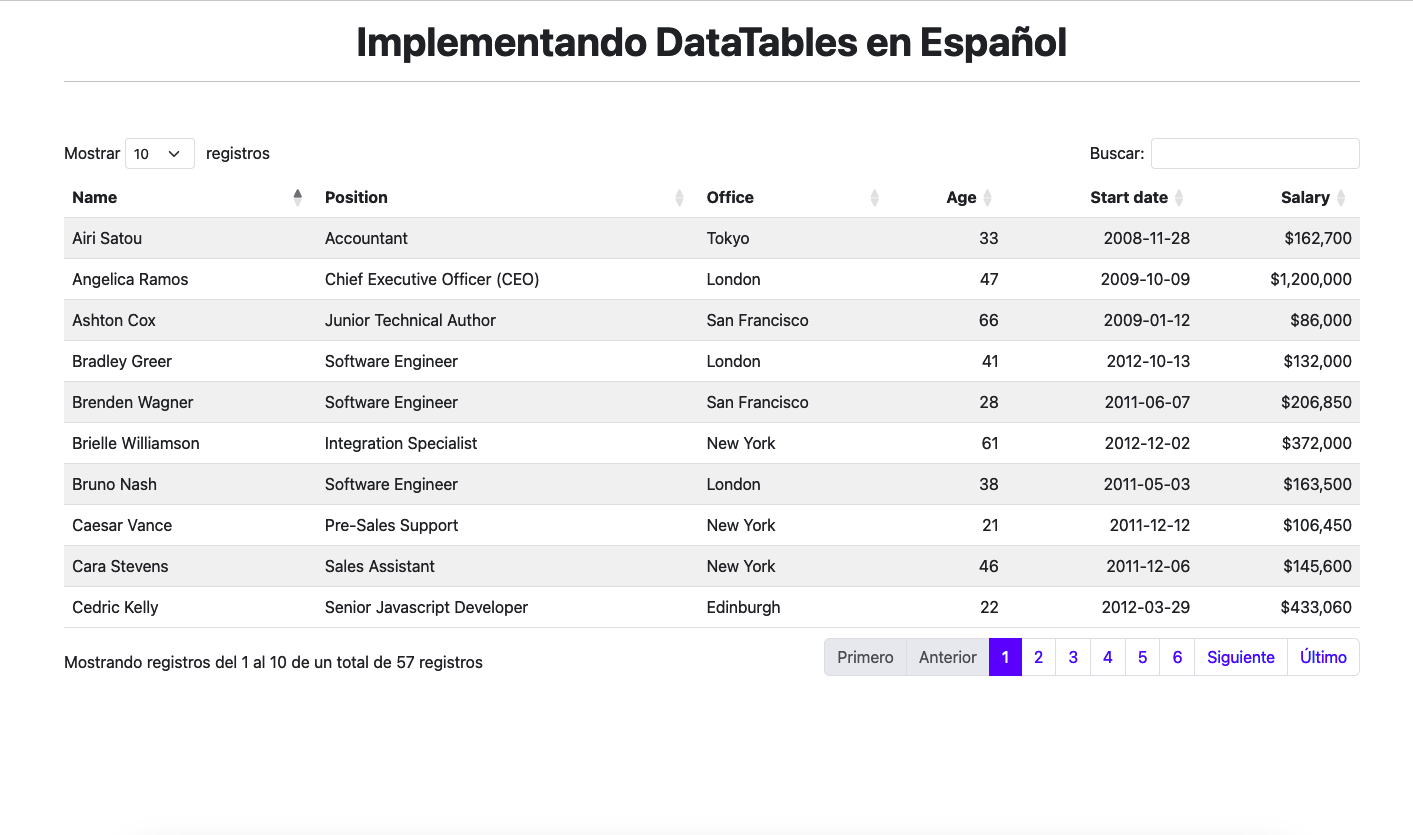 Implementando DataTables en Español
Mostrar 10 registros Buscar:
Name Position Office Age Start date Salary
Airi Satou Accountant Tokyo 33 2008-11-28 $162,700
Angelica Ramos Chief Executive Officer (CEO) London 47 2009-10-09 $1,200,000
Ashton Cox Junior Technical Author San Francisco 66 2009-01-12 $86,000
Bradley Greer Software Engineer London 41 2012-10-13 $132,000
Brenden Wagner Software Engineer San Francisco 28 2011-06-07 $206,850
Brielle Williamson Integration Specialist New York 61 2012-12-02 $372,000
Bruno Nash Software Engineer London 38 2011-05-03 $163,500
Caesar Vance Pre-Sales Support New York 21 2011-12-12 $106,450
Cara Stevens Sales Assistant New York 46 2011-12-06 $145,600
Cedric Kelly Senior Javascript Developer Edinburgh 22 2012-03-29 $433,060
Mostrando registros del 1 al 10 de un total de 57 registros Primero Anterior 1 2 3 4 5 6 Siguiente Último